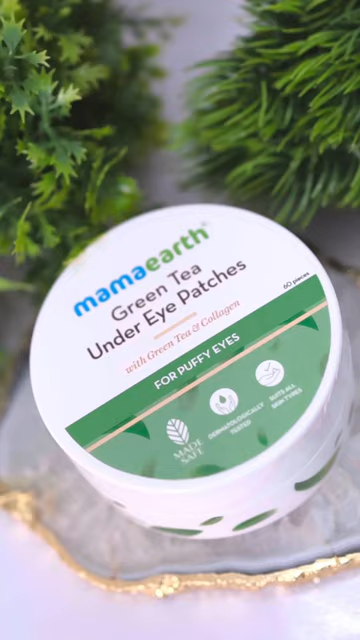 mamaearth
Green Tea
Under Eye Patches
with Green Tea & Collagen
60 pieces
FOR PUFFY EYES
MADE
SAFE
DERMATOLOGICALLY
TESTED
SUITS ALL
SKIN TYPES